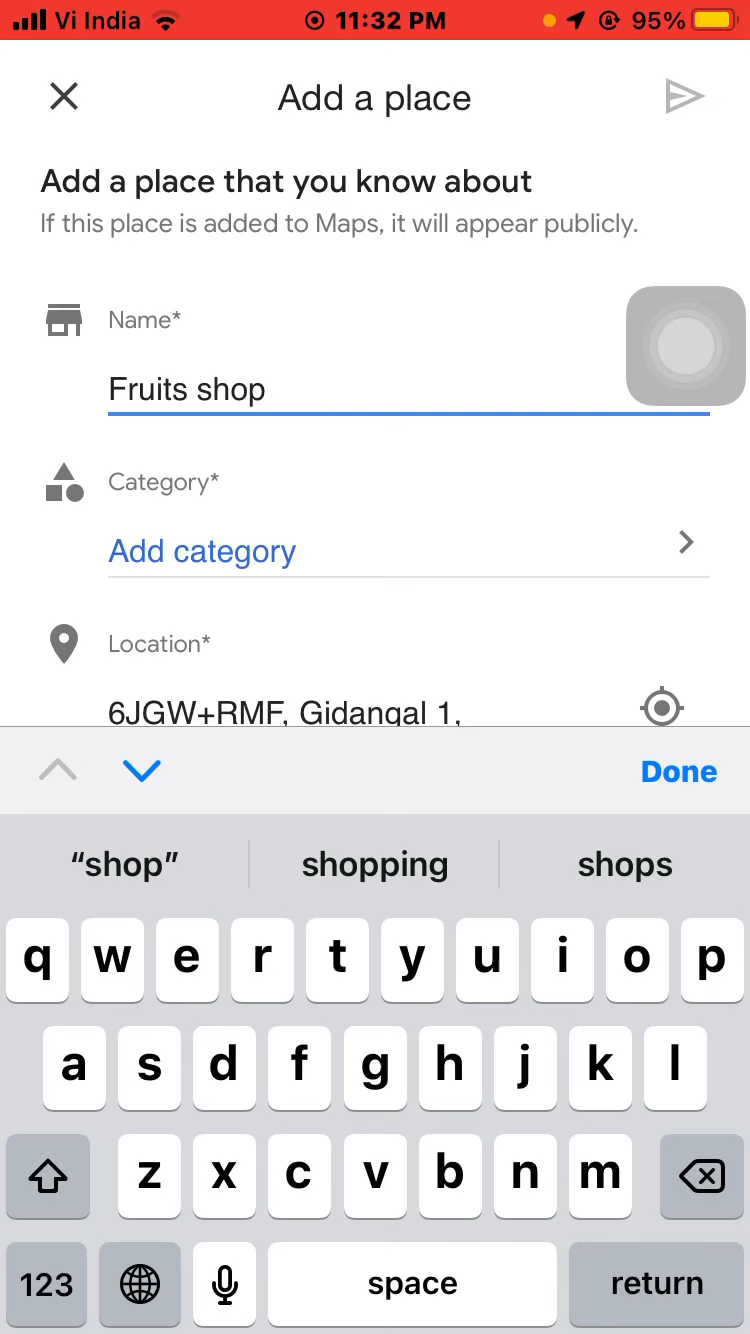 Vi India 11:32 PM 95%
Add a place
Add a place that you know about
If this place is added to Maps, it will appear publicly.
Name*
Fruits shop
Category*
Add category
Location*
6JGW+RMF, Gidangal 1,
Done
“shop” shopping shops
q w e r t y u i o p
a s d f g h j k l
z x c v b n m
123 space return